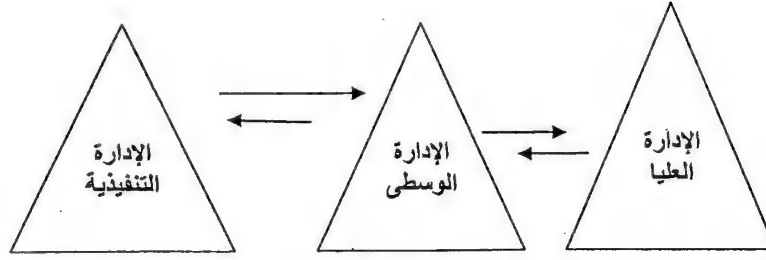 الإدارة
العليا
الإدارة
الوسطى
الإدارة
التنفيذية